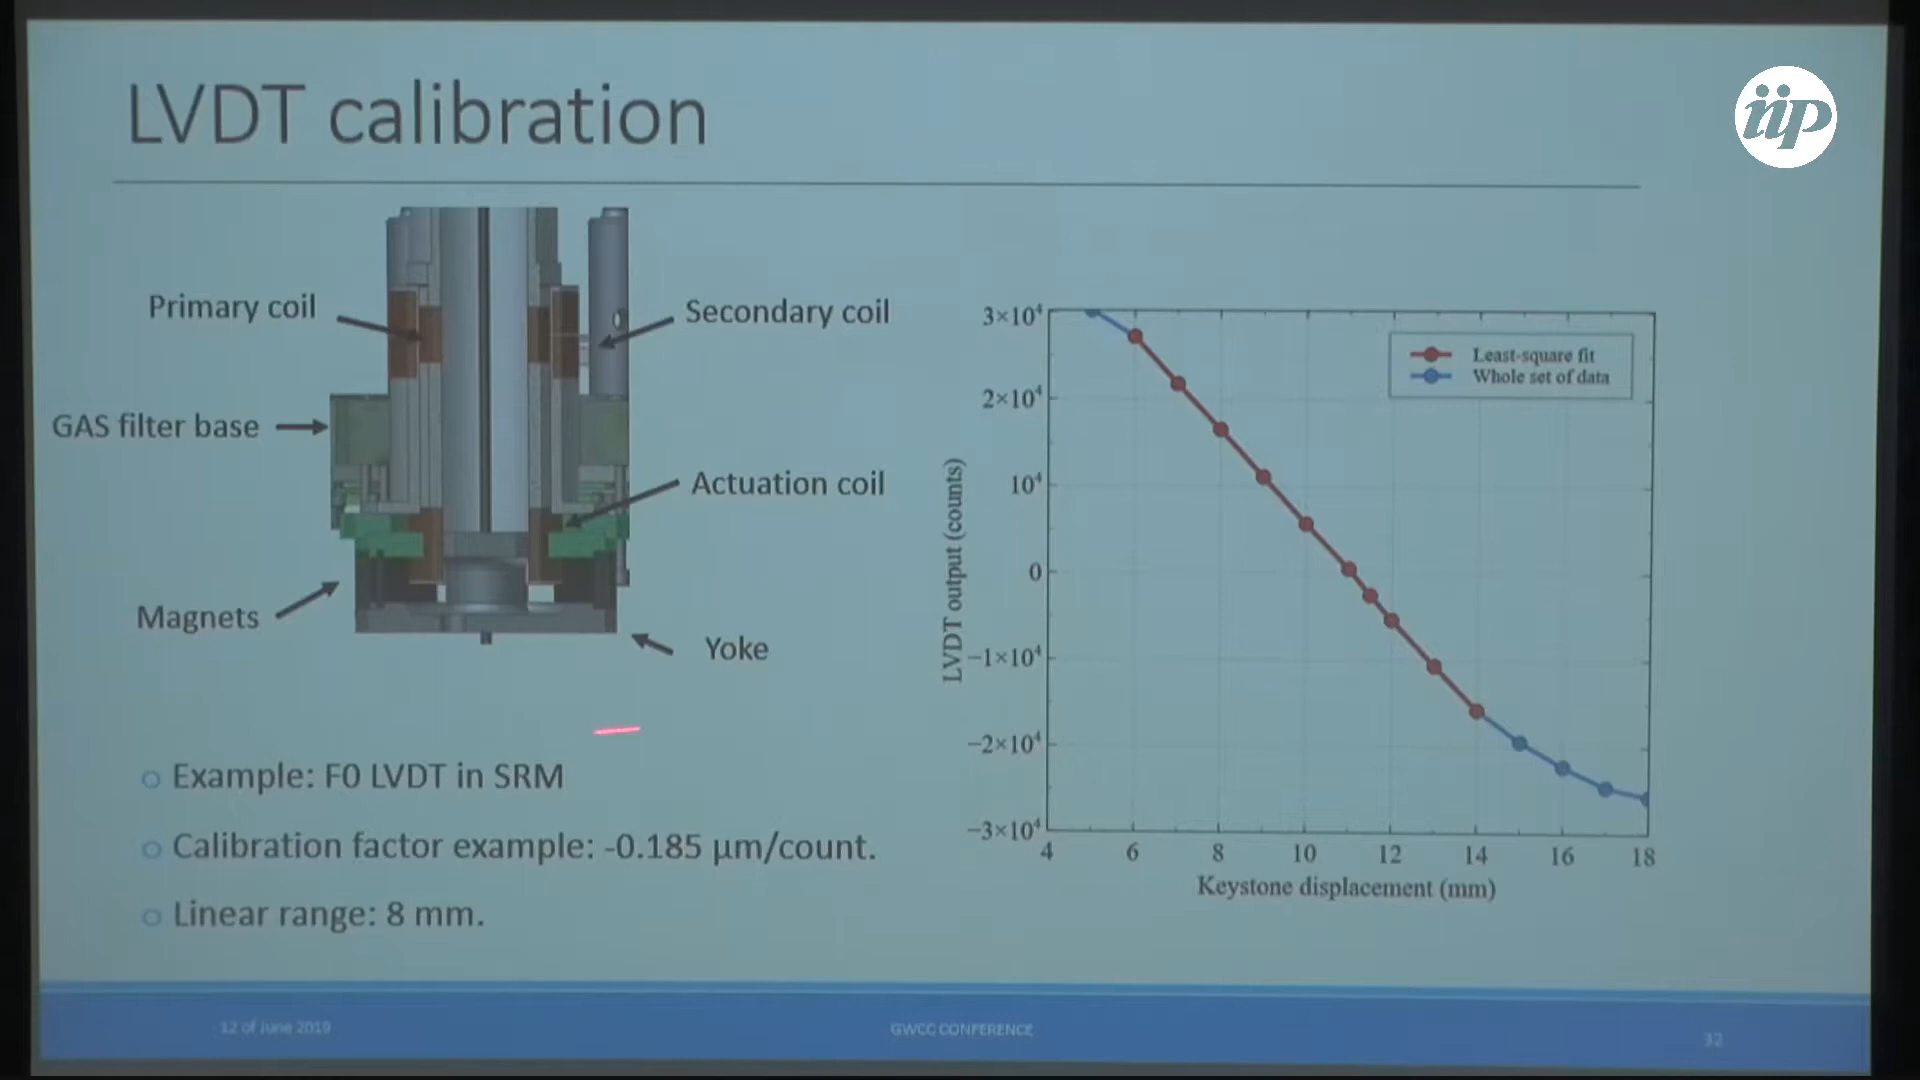 LVDT calibration
iip
Primary coil
Secondary coil
GAS filter base
Actuation coil
Magnets
Yoke
○ Example: F0 LVDT in SRM
○ Calibration factor example: -0.185 µm/count.
○ Linear range: 8 mm.
Least-square fit
Whole set of data
LVDT output (counts)
3×10⁴
2×10⁴
10⁴
0
−1×10⁴
−2×10⁴
−3×10⁴
4 6 8 10 12 14 16 18
Keystone displacement (mm)
12 of June 2019
GWCC CONFERENCE
32